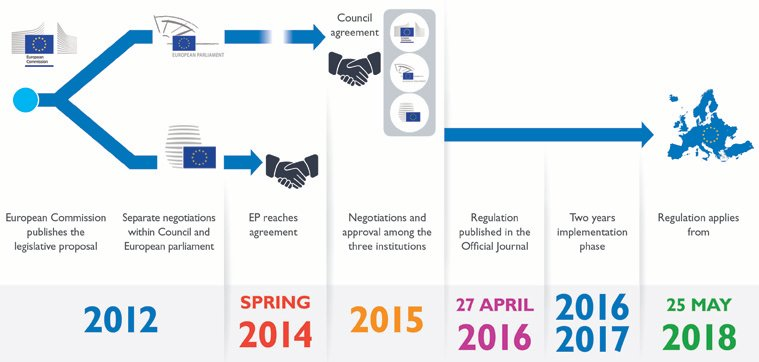 European
Commission
EUROPEAN PARLIAMENT
Council
agreement
European Commission
publishes the
legislative proposal
Separate negotiations
within Council and
European parliament
EP reaches
agreement
Negotiations and
approval among the
three institutions
Regulation
published in the
Official Journal
Two years
implementation
phase
Regulation applies
from
2012
SPRING
2014
2015
27 APRIL
2016
2016
2017
25 MAY
2018